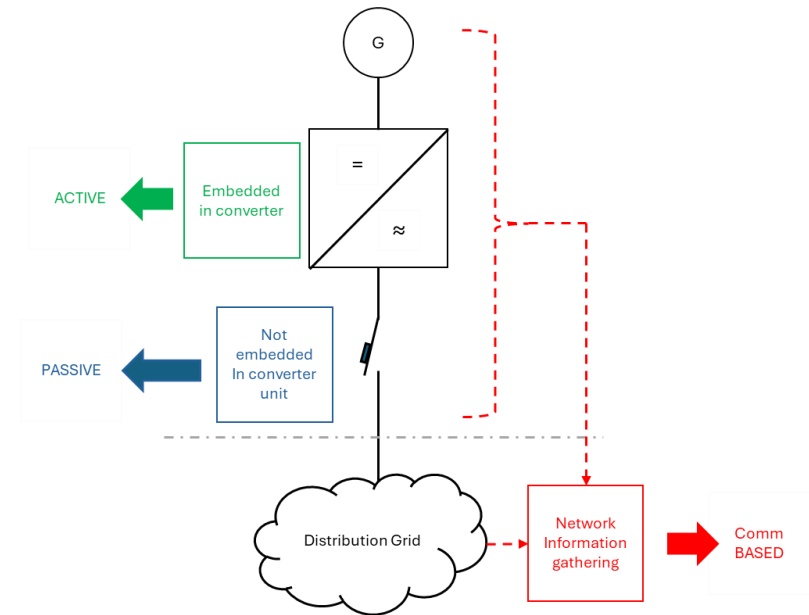 G
=
≈
ACTIVE
Embedded
in converter
PASSIVE
Not
embedded
In converter
unit
Distribution Grid
Network
Information
gathering
Comm
BASED